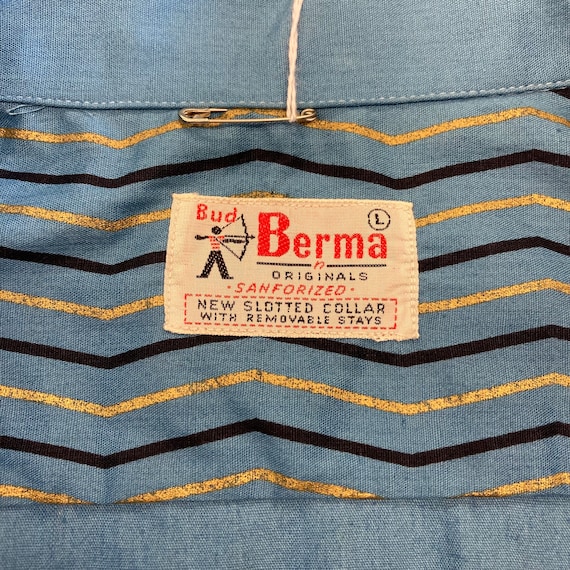 Bud Berma
L
n
ORIGINALS
· SANFORIZED ·
NEW SLOTTED COLLAR
WITH REMOVABLE STAYS